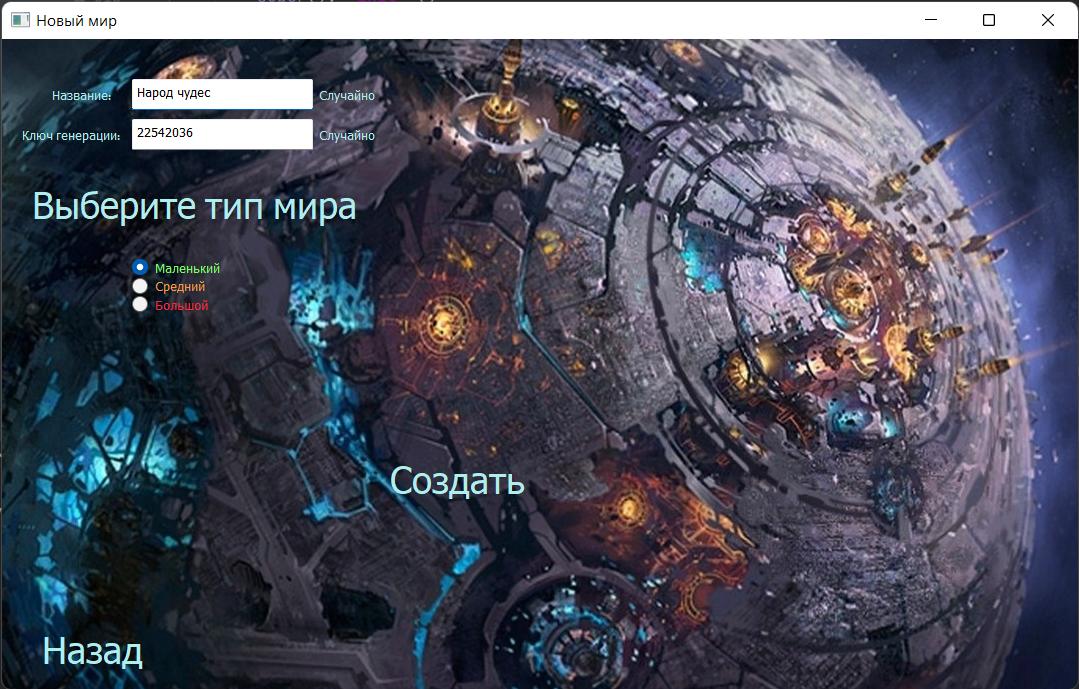 Новый мир
Название: Народ чудес Случайно
Ключ генерации: 22542036 Случайно
Выберите тип мира
Маленький
Средний
Большой
Создать
Назад